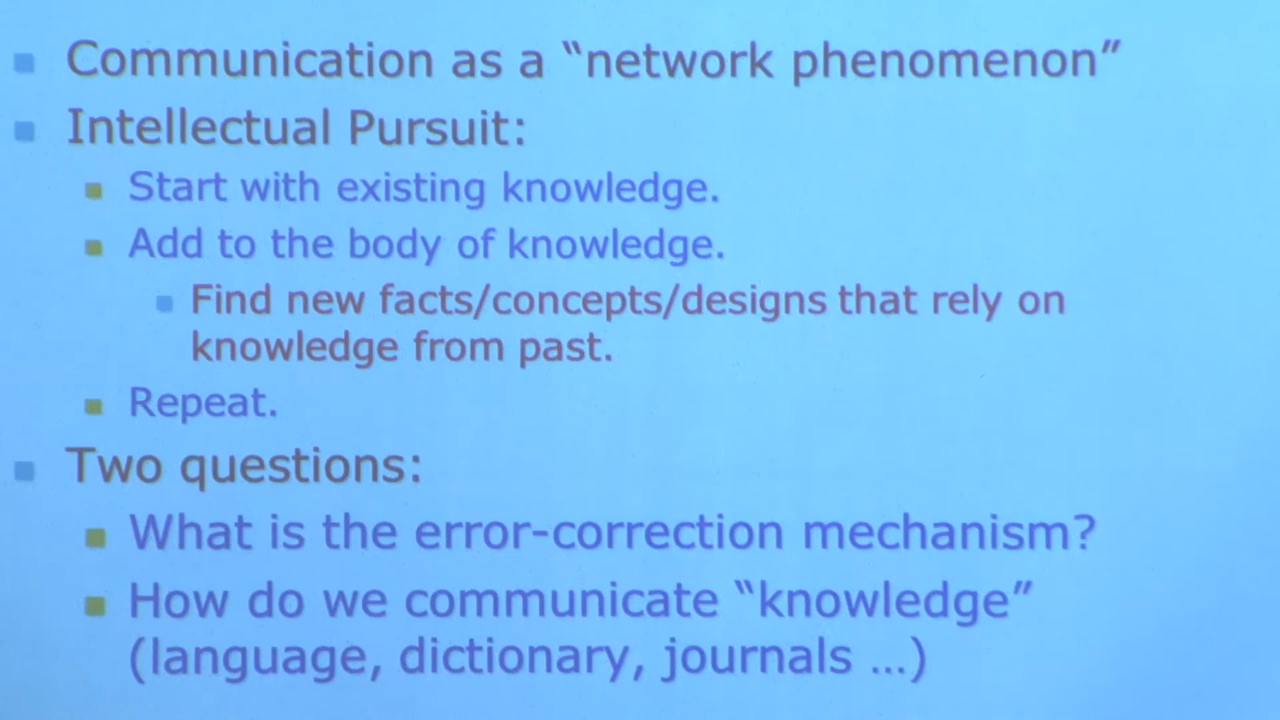 Communication as a “network phenomenon”
Intellectual Pursuit:
Start with existing knowledge.
Add to the body of knowledge.
Find new facts/concepts/designs that rely on
knowledge from past.
Repeat.
Two questions:
What is the error-correction mechanism?
How do we communicate “knowledge”
(language, dictionary, journals …)